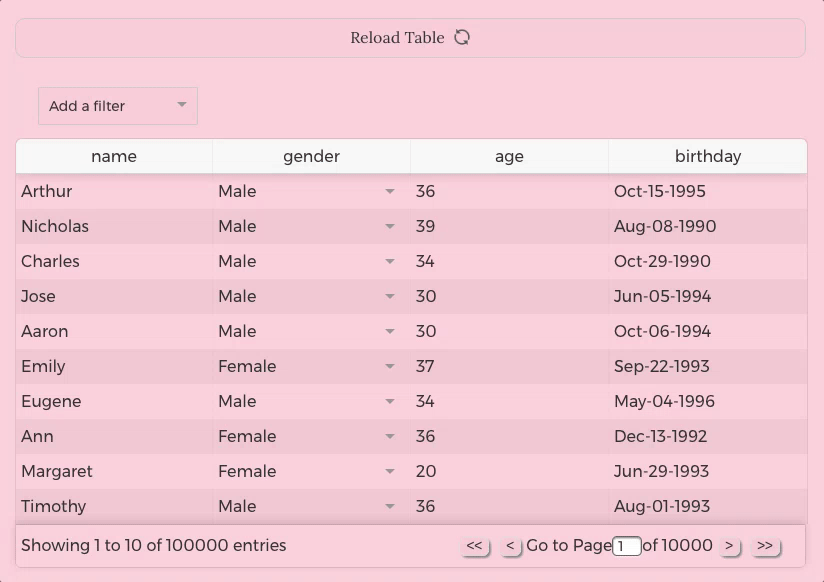 Reload Table
Add a filter
name gender age birthday
Arthur Male 36 Oct-15-1995
Nicholas Male 39 Aug-08-1990
Charles Male 34 Oct-29-1990
Jose Male 30 Jun-05-1994
Aaron Male 30 Oct-06-1994
Emily Female 37 Sep-22-1993
Eugene Male 34 May-04-1996
Ann Female 36 Dec-13-1992
Margaret Female 20 Jun-29-1993
Timothy Male 36 Aug-01-1993
Showing 1 to 10 of 100000 entries << < Go to Page 1 of 10000 > >>